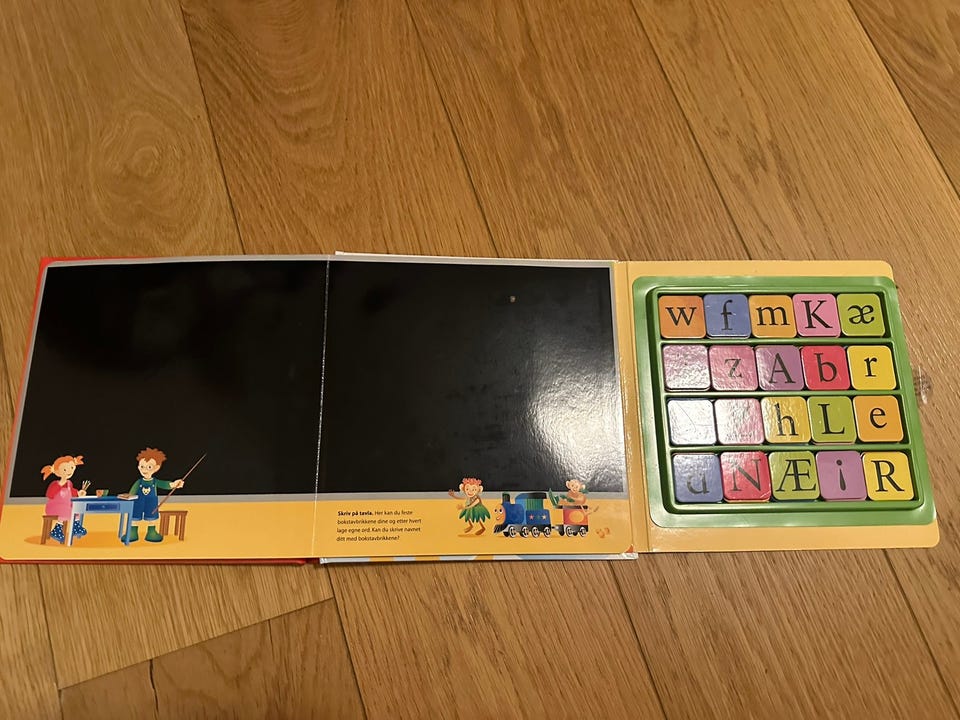 w f m K æ
z A b r
h L e
u N Æ i R
Skriv på tavla. Her kan du feste
bokstavbrikkene dine og etter hvert
lage egne ord. Kan du skrive navnet
ditt med bokstavbrikkene?